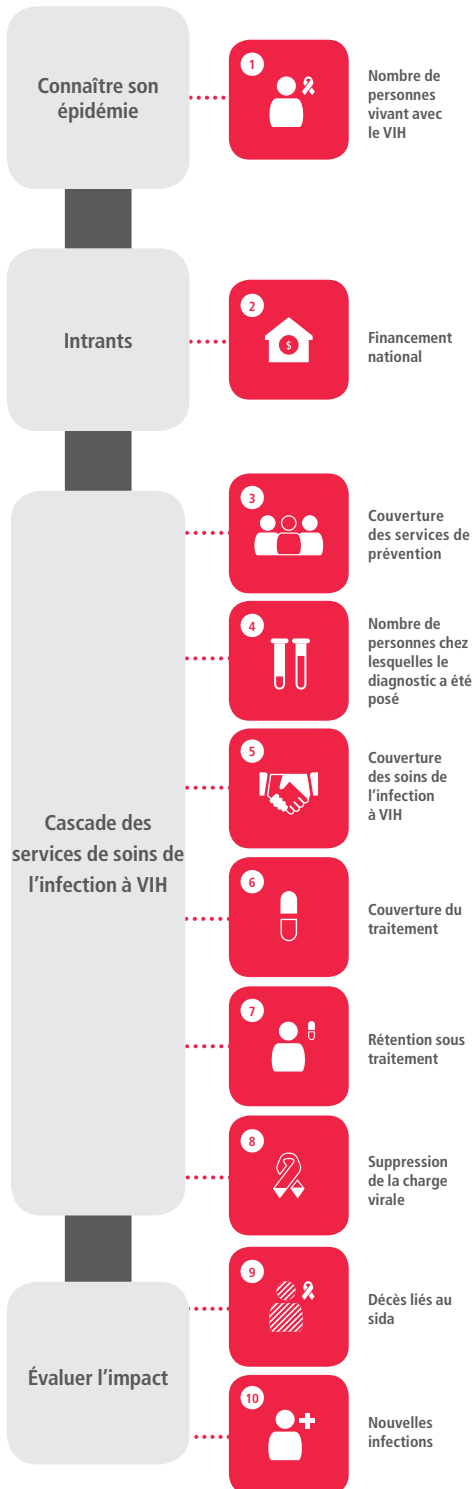 Connaître son
épidémie
1
Nombre de
personnes
vivant avec
le VIH
Intrants
2
$
Financement
national
Cascade des
services de soins de
l'infection à VIH
3
Couverture
des services de
prévention
4
Nombre de
personnes chez
lesquelles le
diagnostic a été
posé
5
Couverture
des soins de
l'infection
à VIH
6
Couverture du
traitement
7
Rétention sous
traitement
8
Suppression
de la charge
virale
Évaluer l'impact
9
Décès liés au
sida
10
Nouvelles
infections